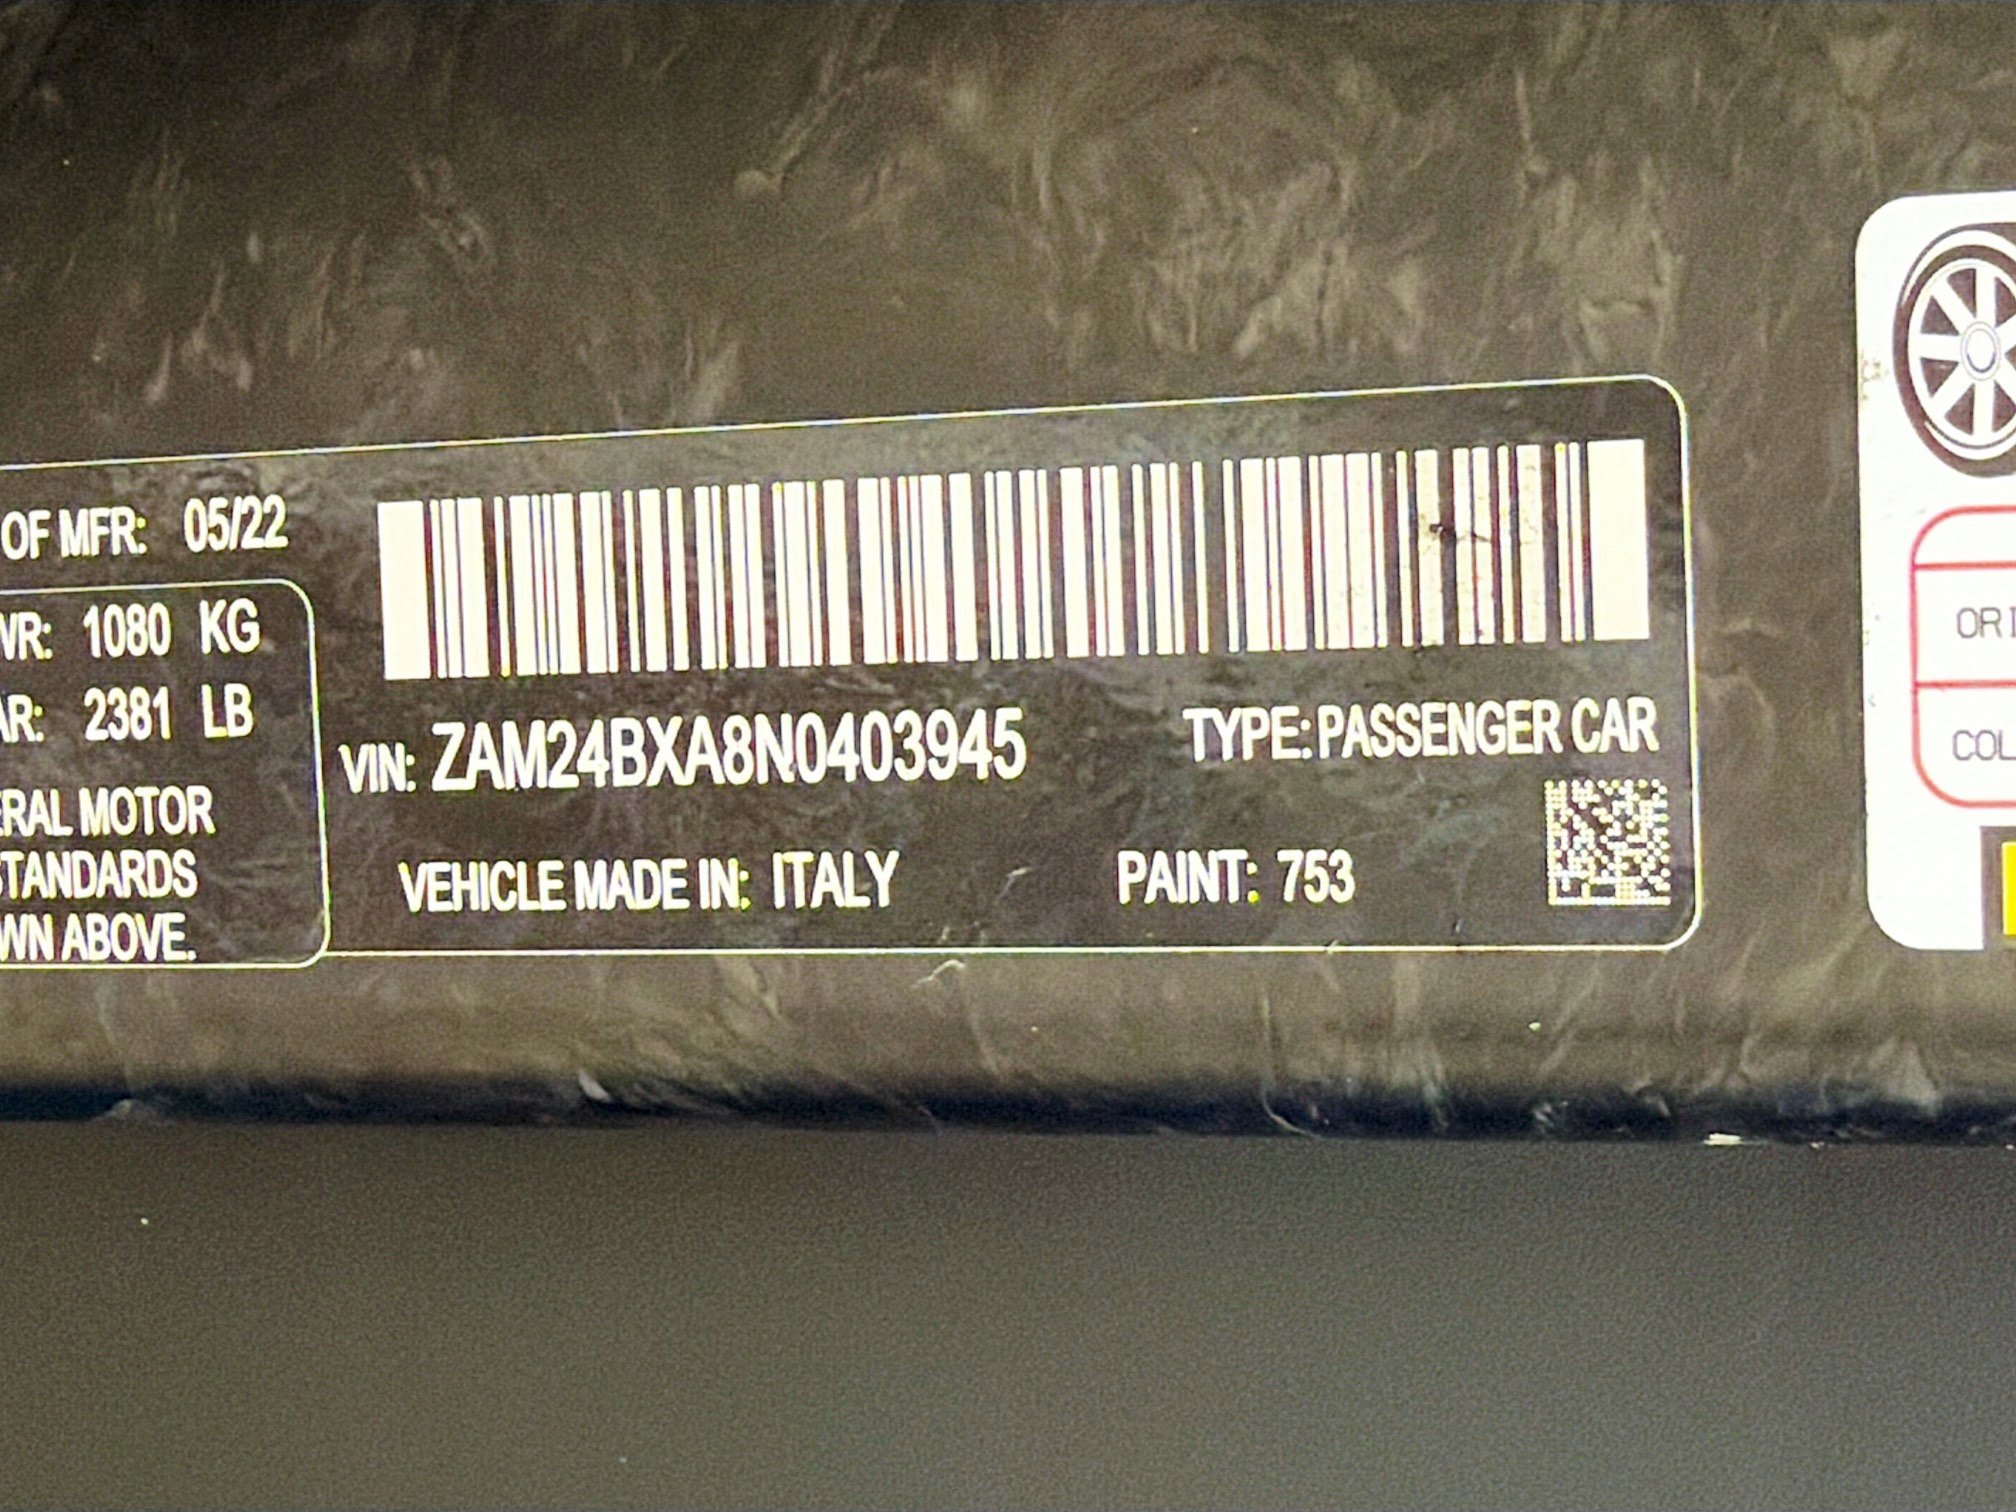 OF MFR: 05/22
WR: 1080 KG
AR: 2381 LB
ERAL MOTOR
STANDARDS
WN ABOVE.
VIN: ZAM24BXA8N0403945
TYPE: PASSENGER CAR
VEHICLE MADE IN: ITALY
PAINT: 753
ORI
COL